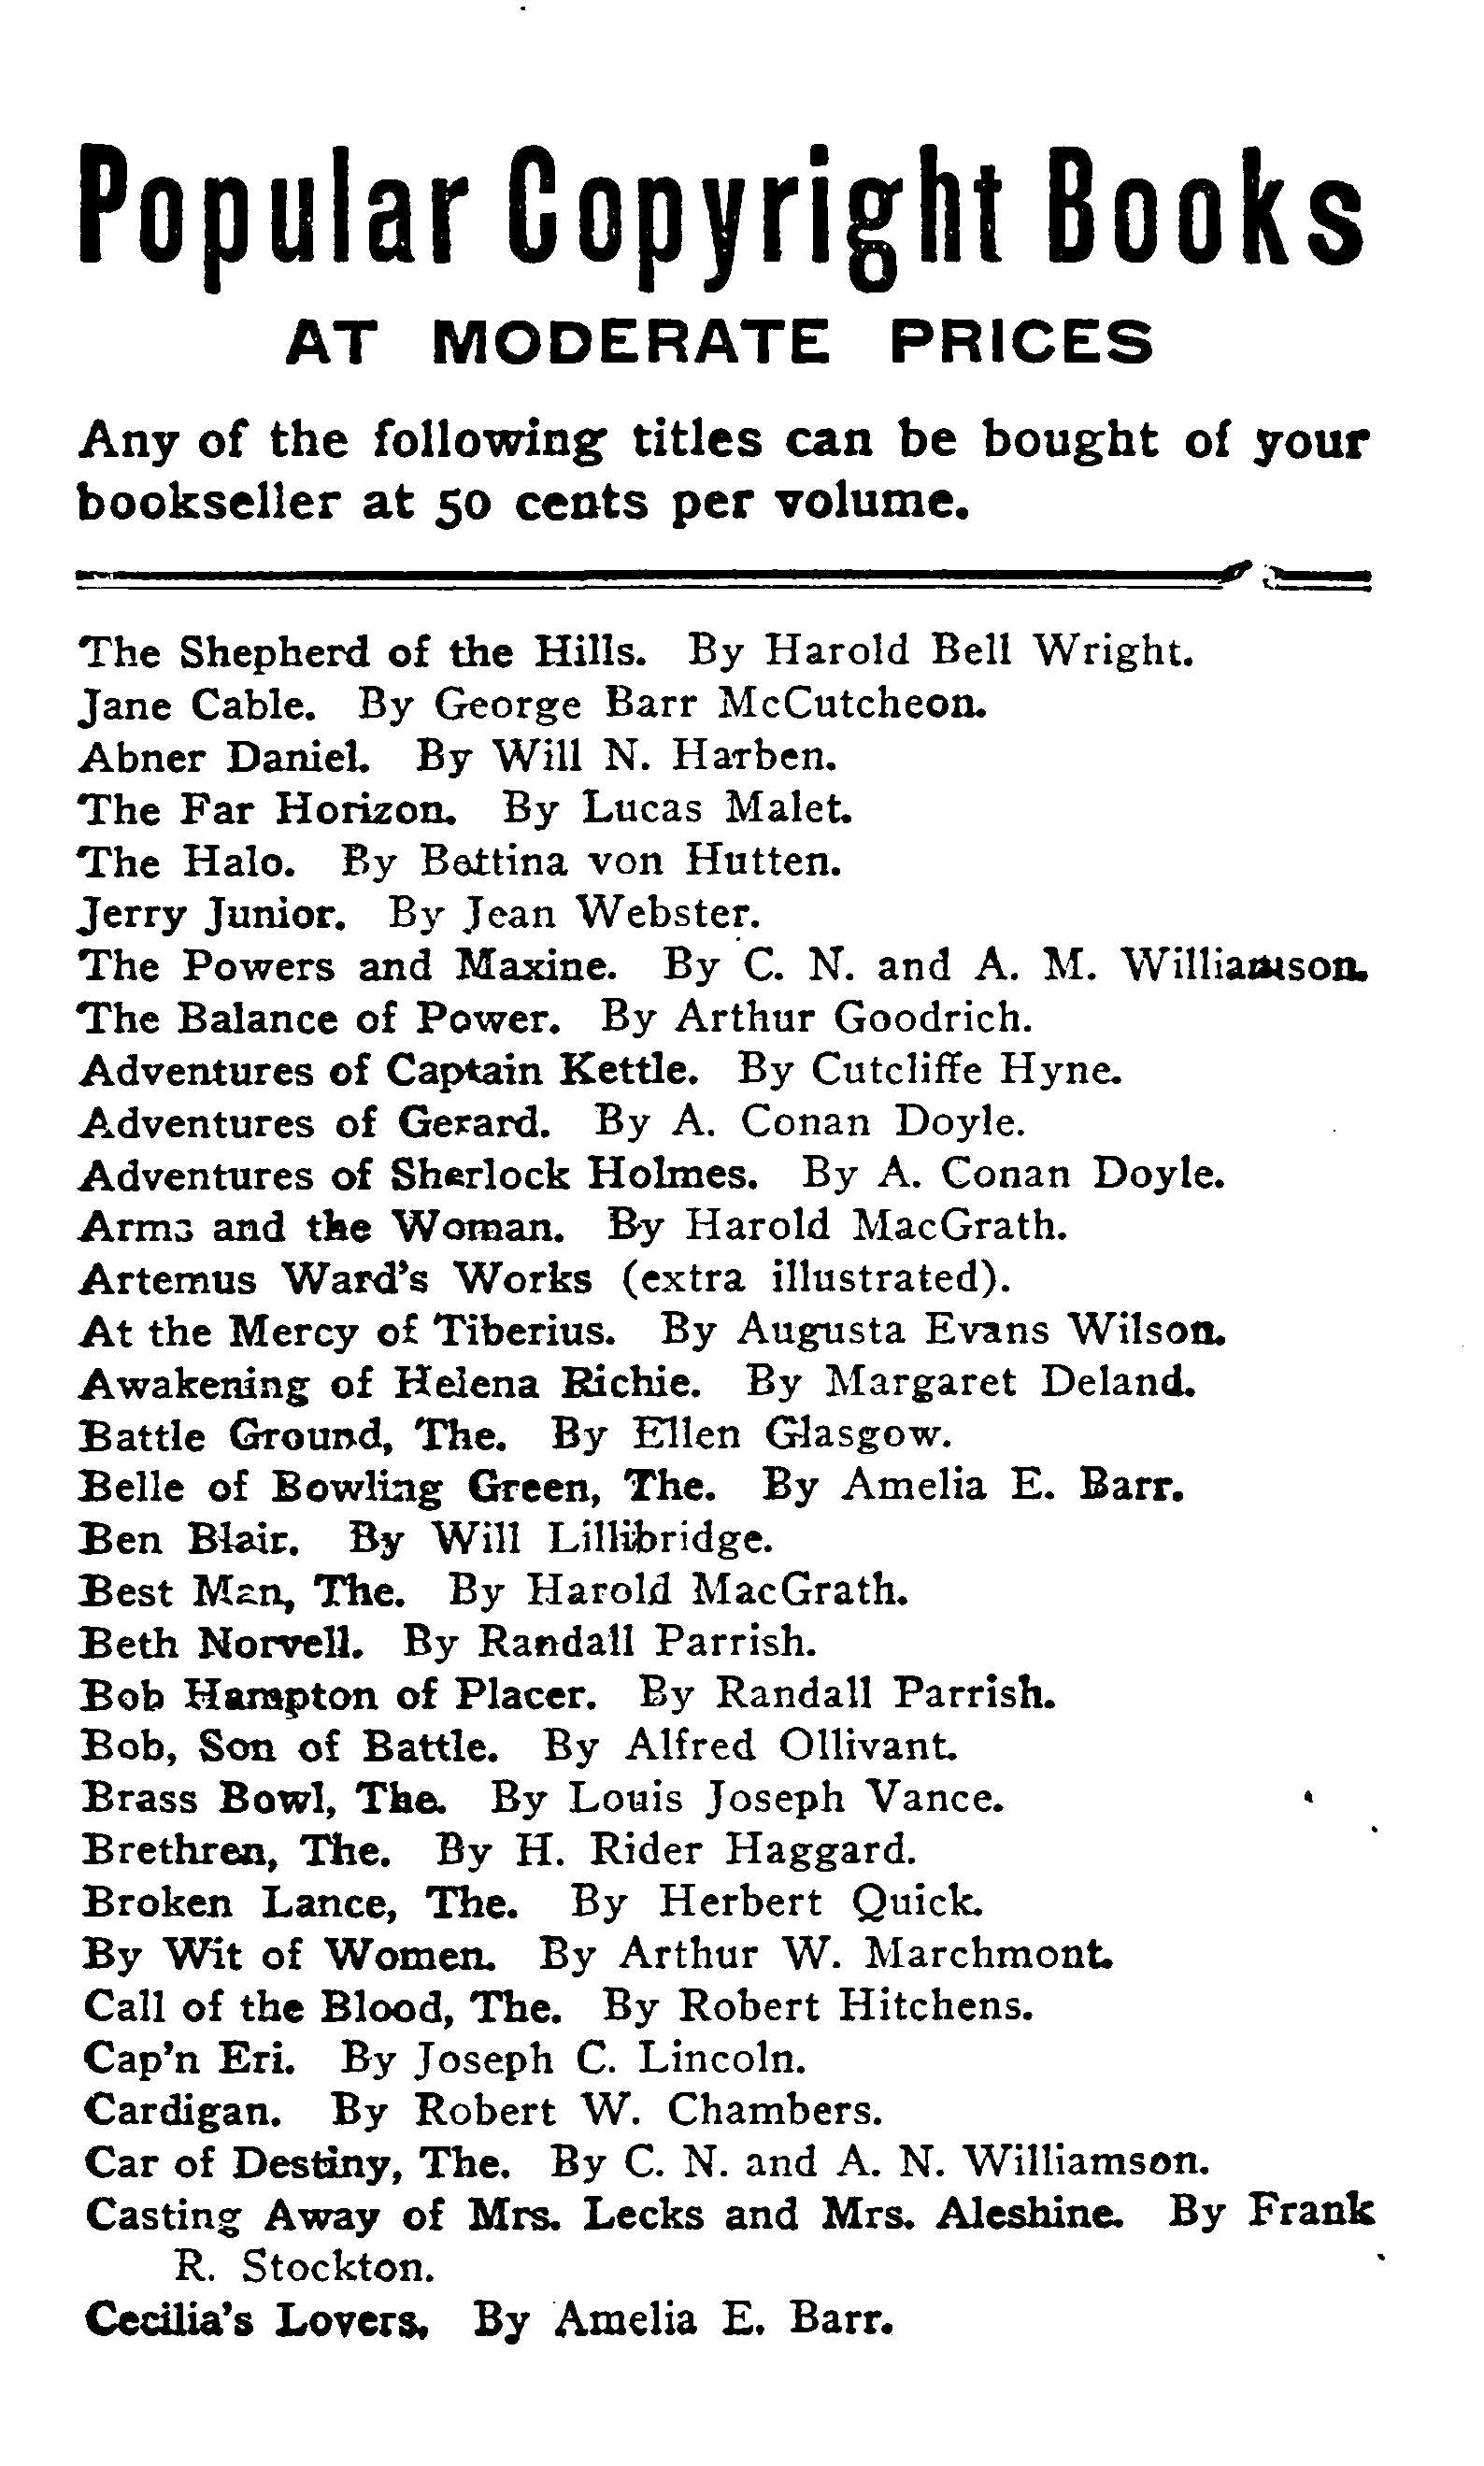 Popular Copyright Books
AT MODERATE PRICES
Any of the following titles can be bought of your
bookseller at 50 cents per volume.
The Shepherd of the Hills. By Harold Bell Wright.
Jane Cable. By George Barr McCutcheon.
Abner Daniel. By Will N. Harben.
The Far Horizon. By Lucas Malet.
The Halo. By Bettina von Hutten.
Jerry Junior. By Jean Webster.
The Powers and Maxine. By C. N. and A. M. Williamson.
The Balance of Power. By Arthur Goodrich.
Adventures of Captain Kettle. By Cutcliffe Hyne.
Adventures of Gerard. By A. Conan Doyle.
Adventures of Sherlock Holmes. By A. Conan Doyle.
Arms and the Woman. By Harold MacGrath.
Artemus Ward's Works (extra illustrated).
At the Mercy of Tiberius. By Augusta Evans Wilson.
Awakening of Helena Richie. By Margaret Deland.
Battle Ground, The. By Ellen Glasgow.
Belle of Bowling Green, The. By Amelia E. Barr.
Ben Blair. By Will Lillibridge.
Best Man, The. By Harold MacGrath.
Beth Norvell. By Randall Parrish.
Bob Hampton of Placer. By Randall Parrish.
Bob, Son of Battle. By Alfred Ollivant.
Brass Bowl, The. By Louis Joseph Vance.
Brethren, The. By H. Rider Haggard.
Broken Lance, The. By Herbert Quick.
By Wit of Women. By Arthur W. Marchmont.
Call of the Blood, The. By Robert Hitchens.
Cap'n Eri. By Joseph C. Lincoln.
Cardigan. By Robert W. Chambers.
Car of Destiny, The. By C. N. and A. N. Williamson.
Casting Away of Mrs. Lecks and Mrs. Aleshine. By Frank
R. Stockton.
Cecilia's Lovers. By Amelia E. Barr.